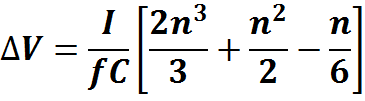 ΔV = I/fC [2n³/3 + n²/2 − n/6]